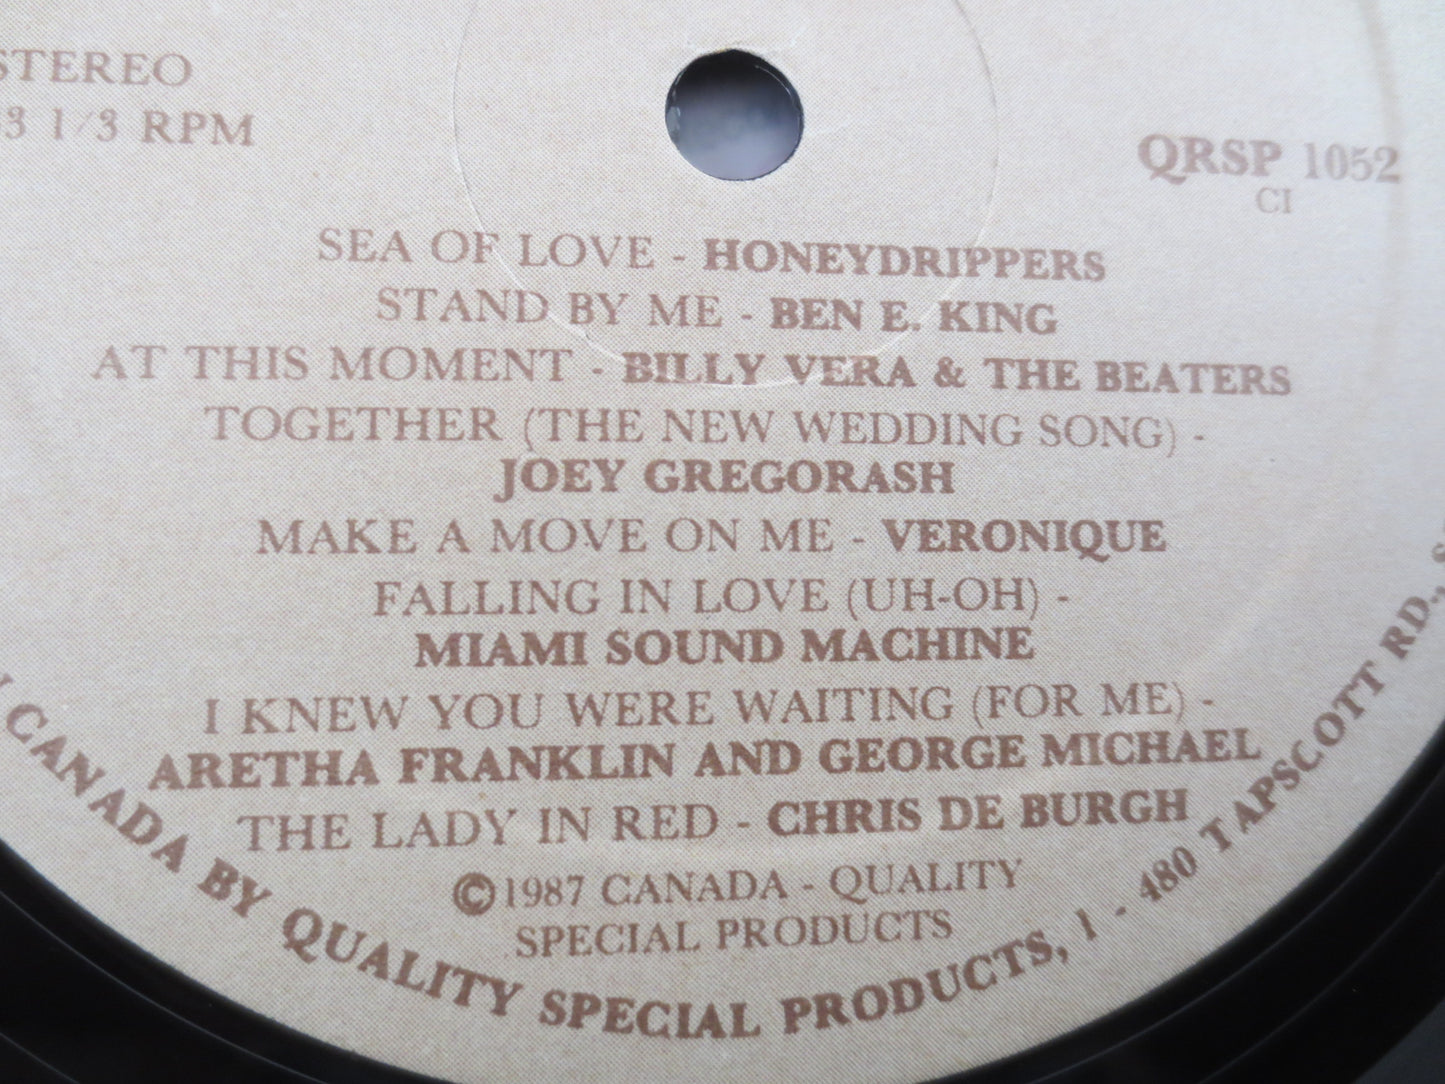 STEREO
33 1/3 RPM
QRSP 1052
CI
SEA OF LOVE - HONEYDRIPPERS
STAND BY ME - BEN E. KING
AT THIS MOMENT - BILLY VERA & THE BEATERS
TOGETHER (THE NEW WEDDING SONG) -
JOEY GREGORASH
MAKE A MOVE ON ME - VERONIQUE
FALLING IN LOVE (UH-OH) -
MIAMI SOUND MACHINE
I KNEW YOU WERE WAITING (FOR ME) -
ARETHA FRANKLIN AND GEORGE MICHAEL
THE LADY IN RED - CHRIS DE BURGH
©1987 CANADA - QUALITY
SPECIAL PRODUCTS
CANADA BY QUALITY SPECIAL PRODUCTS, 1 - 480 TAPSCOTT RD.,